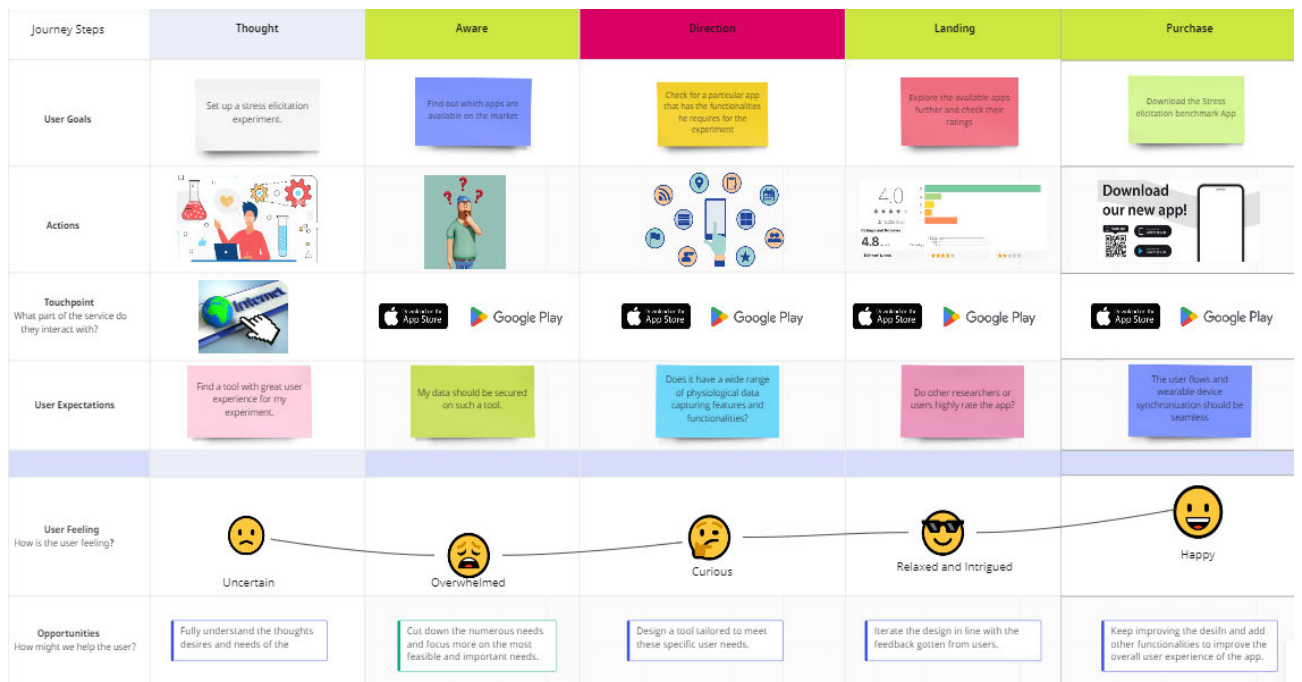 Journey Steps
Thought
Aware
Direction
Landing
Purchase
User Goals
Set up a stress elicitation
experiment.
Find out which apps are
available on the market
Check for a particular app
that has the functionalities
he requires for the
experiment
Explore the available apps
further and check their
ratings
Download the Stress
elicitation benchmark App
Actions
4.0
4.8
Download
our new app!
Touchpoint
What part of the service do
they interact with?
Internet
App Store
Google Play
App Store
Google Play
App Store
Google Play
App Store
Google Play
User Expectations
Find a tool with great user
experience for my
experiment.
My data should be secured
on such a tool.
Does it have a wide range
of physiological data
capturing features and
functionalities?
Do other researchers or
users highly rate the app?
The user flows and
wearable device
synchronization should be
seamless
User Feeling
How is the user feeling?
Uncertain
Overwhelmed
Curious
Relaxed and Intrigued
Happy
Opportunities
How might we help the user?
Fully understand the thoughts
desires and needs of the
Cut down the numerous needs
and focus more on the most
feasible and important needs.
Design a tool tailored to meet
these specific user needs.
Iterate the design in line with the
feedback gotten from users.
Keep improving the desifn and add
other functionalities to improve the
overall user experience of the app.